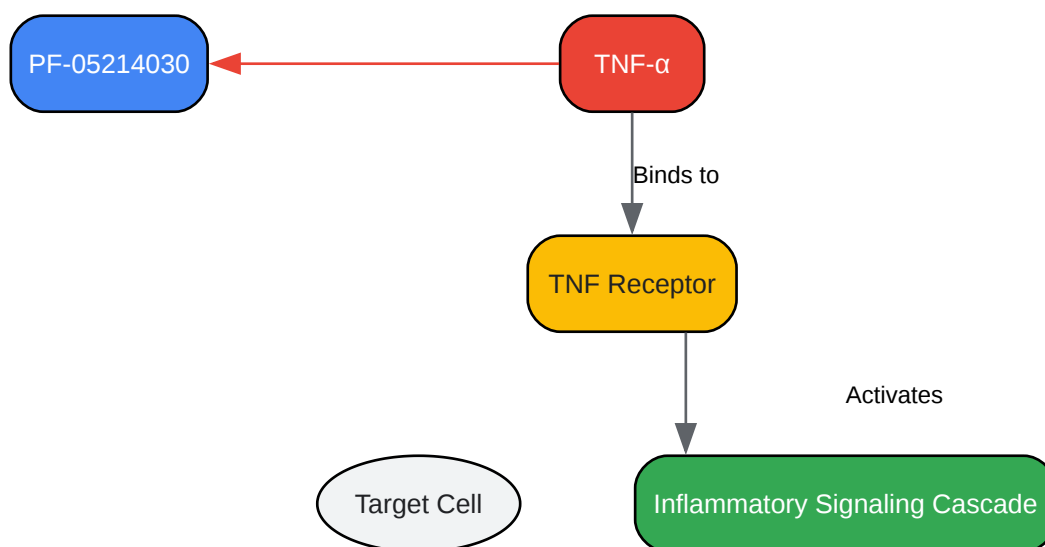 PF-05214030
TNF-α
Binds to
TNF Receptor
Activates
Target Cell
Inflammatory Signaling Cascade